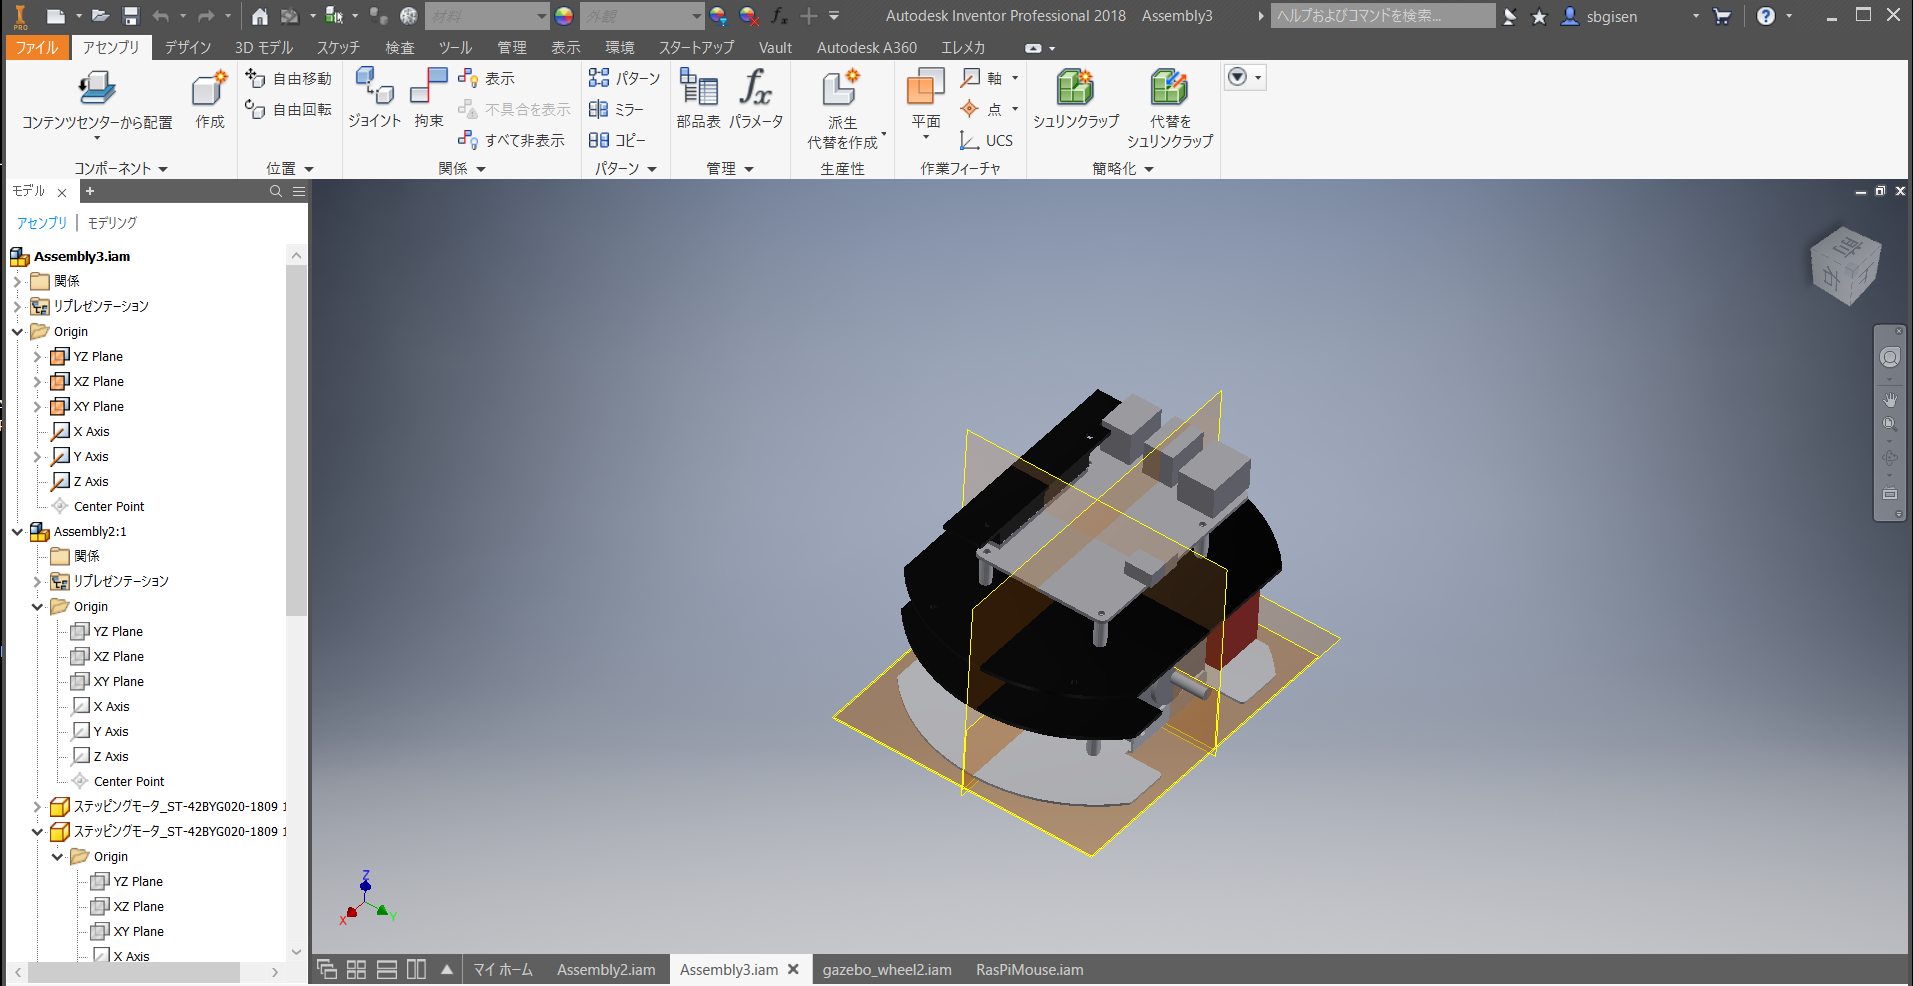 PRO
材料
外観
fx
Autodesk Inventor Professional 2018 Assembly3
ヘルプおよびコマンドを検索...
sbgisen
ファイル アセンブリ デザイン 3D モデル スケッチ 検査 ツール 管理 表示 環境 スタートアップ Vault Autodesk A360 エレメカ
コンテンツセンターから配置
作成
コンポーネント
自由移動
自由回転
位置
ジョイント
拘束
表示
不具合を表示
すべて非表示
関係
パターン
ミラー
コピー
パターン
部品表
fx
パラメータ
管理
派生
代替を作成
生産性
平面
軸
点
UCS
作業フィーチャ
シュリンクラップ
代替を
シュリンクラップ
簡略化
モデル
アセンブリ モデリング
Assembly3.iam
関係
リプレゼンテーション
Origin
YZ Plane
XZ Plane
XY Plane
X Axis
Y Axis
Z Axis
Center Point
Assembly2:1
関係
リプレゼンテーション
Origin
YZ Plane
XZ Plane
XY Plane
X Axis
Y Axis
Z Axis
Center Point
ステッピングモータ_ST-42BYG020-1809 1
ステッピングモータ_ST-42BYG020-1809 1
Origin
YZ Plane
XZ Plane
XY Plane
X Axis
前
Z
X
Y
マイ ホーム Assembly2.iam Assembly3.iam gazebo_wheel2.iam RasPiMouse.iam